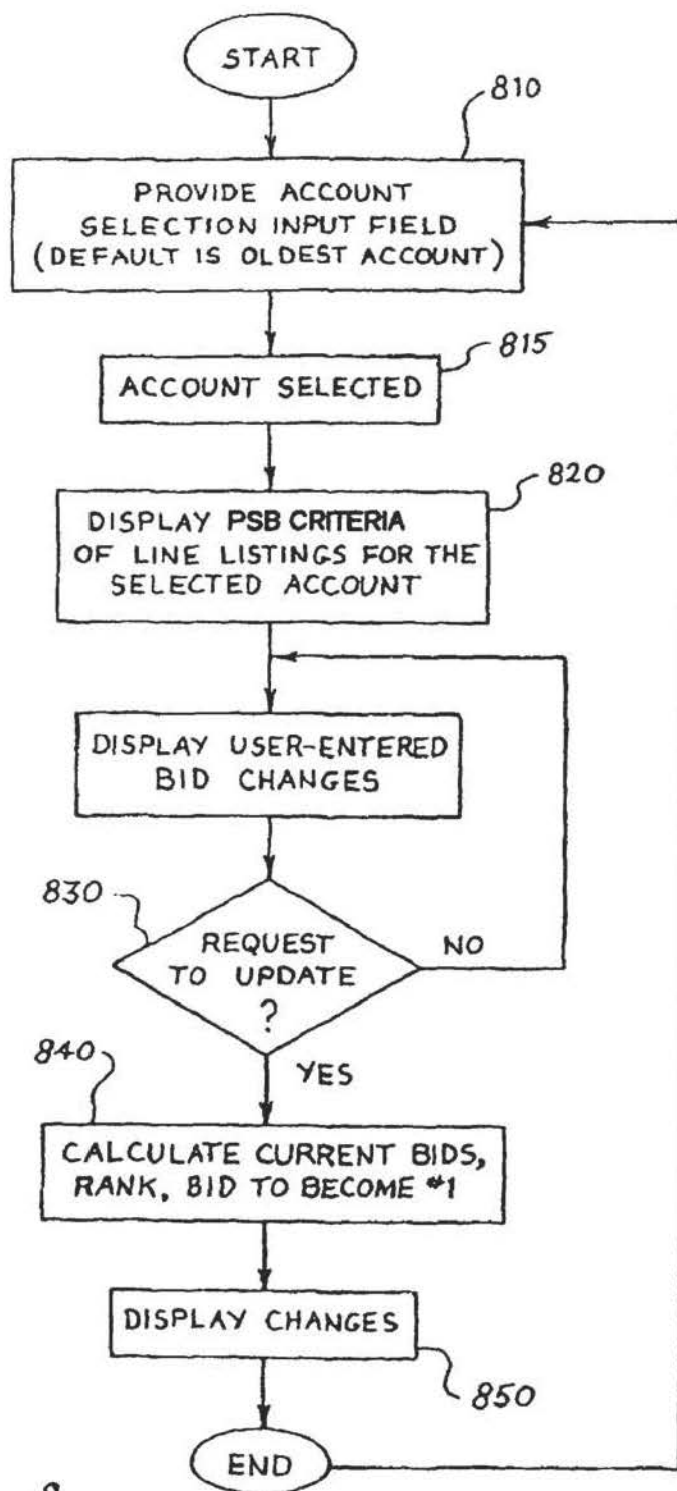 START
810
PROVIDE ACCOUNT
SELECTION INPUT FIELD
(DEFAULT IS OLDEST ACCOUNT)
815
ACCOUNT SELECTED
820
DISPLAY PSB CRITERIA
OF LINE LISTINGS FOR THE
SELECTED ACCOUNT
DISPLAY USER-ENTERED
BID CHANGES
830
REQUEST
TO UPDATE
?
NO
YES
840
CALCULATE CURRENT BIDS,
RANK, BID TO BECOME #1
DISPLAY CHANGES
850
END